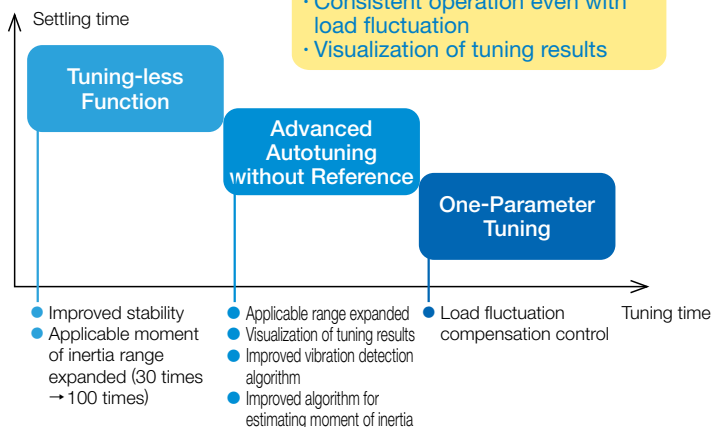 · Consistent operation even with
load fluctuation
· Visualization of tuning results
Settling time
Tuning-less
Function
Advanced
Autotuning
without Reference
One-Parameter
Tuning
● Improved stability
● Applicable moment
of inertia range
expanded (30 times
→ 100 times)
● Applicable range expanded
● Visualization of tuning results
● Improved vibration detection
algorithm
● Improved algorithm for
estimating moment of inertia
● Load fluctuation
compensation control
Tuning time